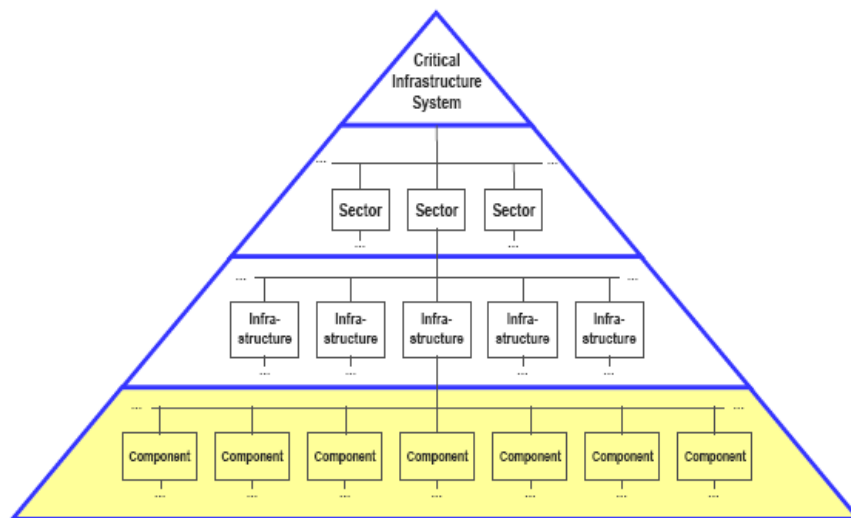 Critical
Infrastructure
System
... ...
Sector Sector Sector
... ...
... ...
Infra- Infra- Infra- Infra- Infra-
structure structure structure structure structure
... ... ... ...
... ...
Component Component Component Component Component Component Component
... ... ... ... ... ... ...